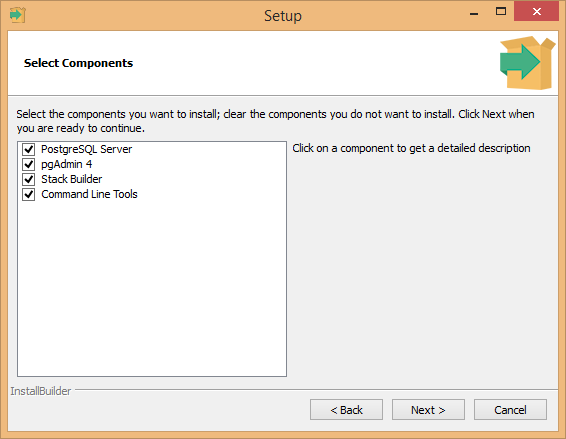 Setup
Select Components
Select the components you want to install; clear the components you do not want to install. Click Next when
you are ready to continue.
PostgreSQL Server
pgAdmin 4
Stack Builder
Command Line Tools
Click on a component to get a detailed description
InstallBuilder
< Back
Next >
Cancel